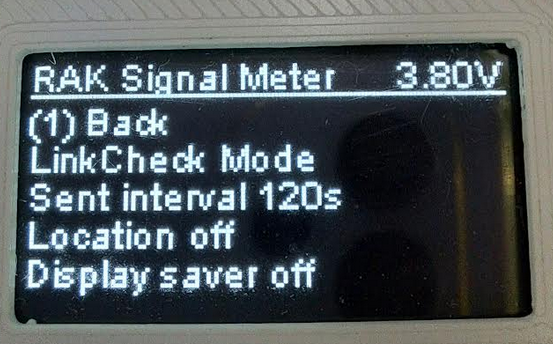 RAK Signal Meter 3.80V
(1) Back
LinkCheck Mode
Sent interval 120s
Location off
Display saver off